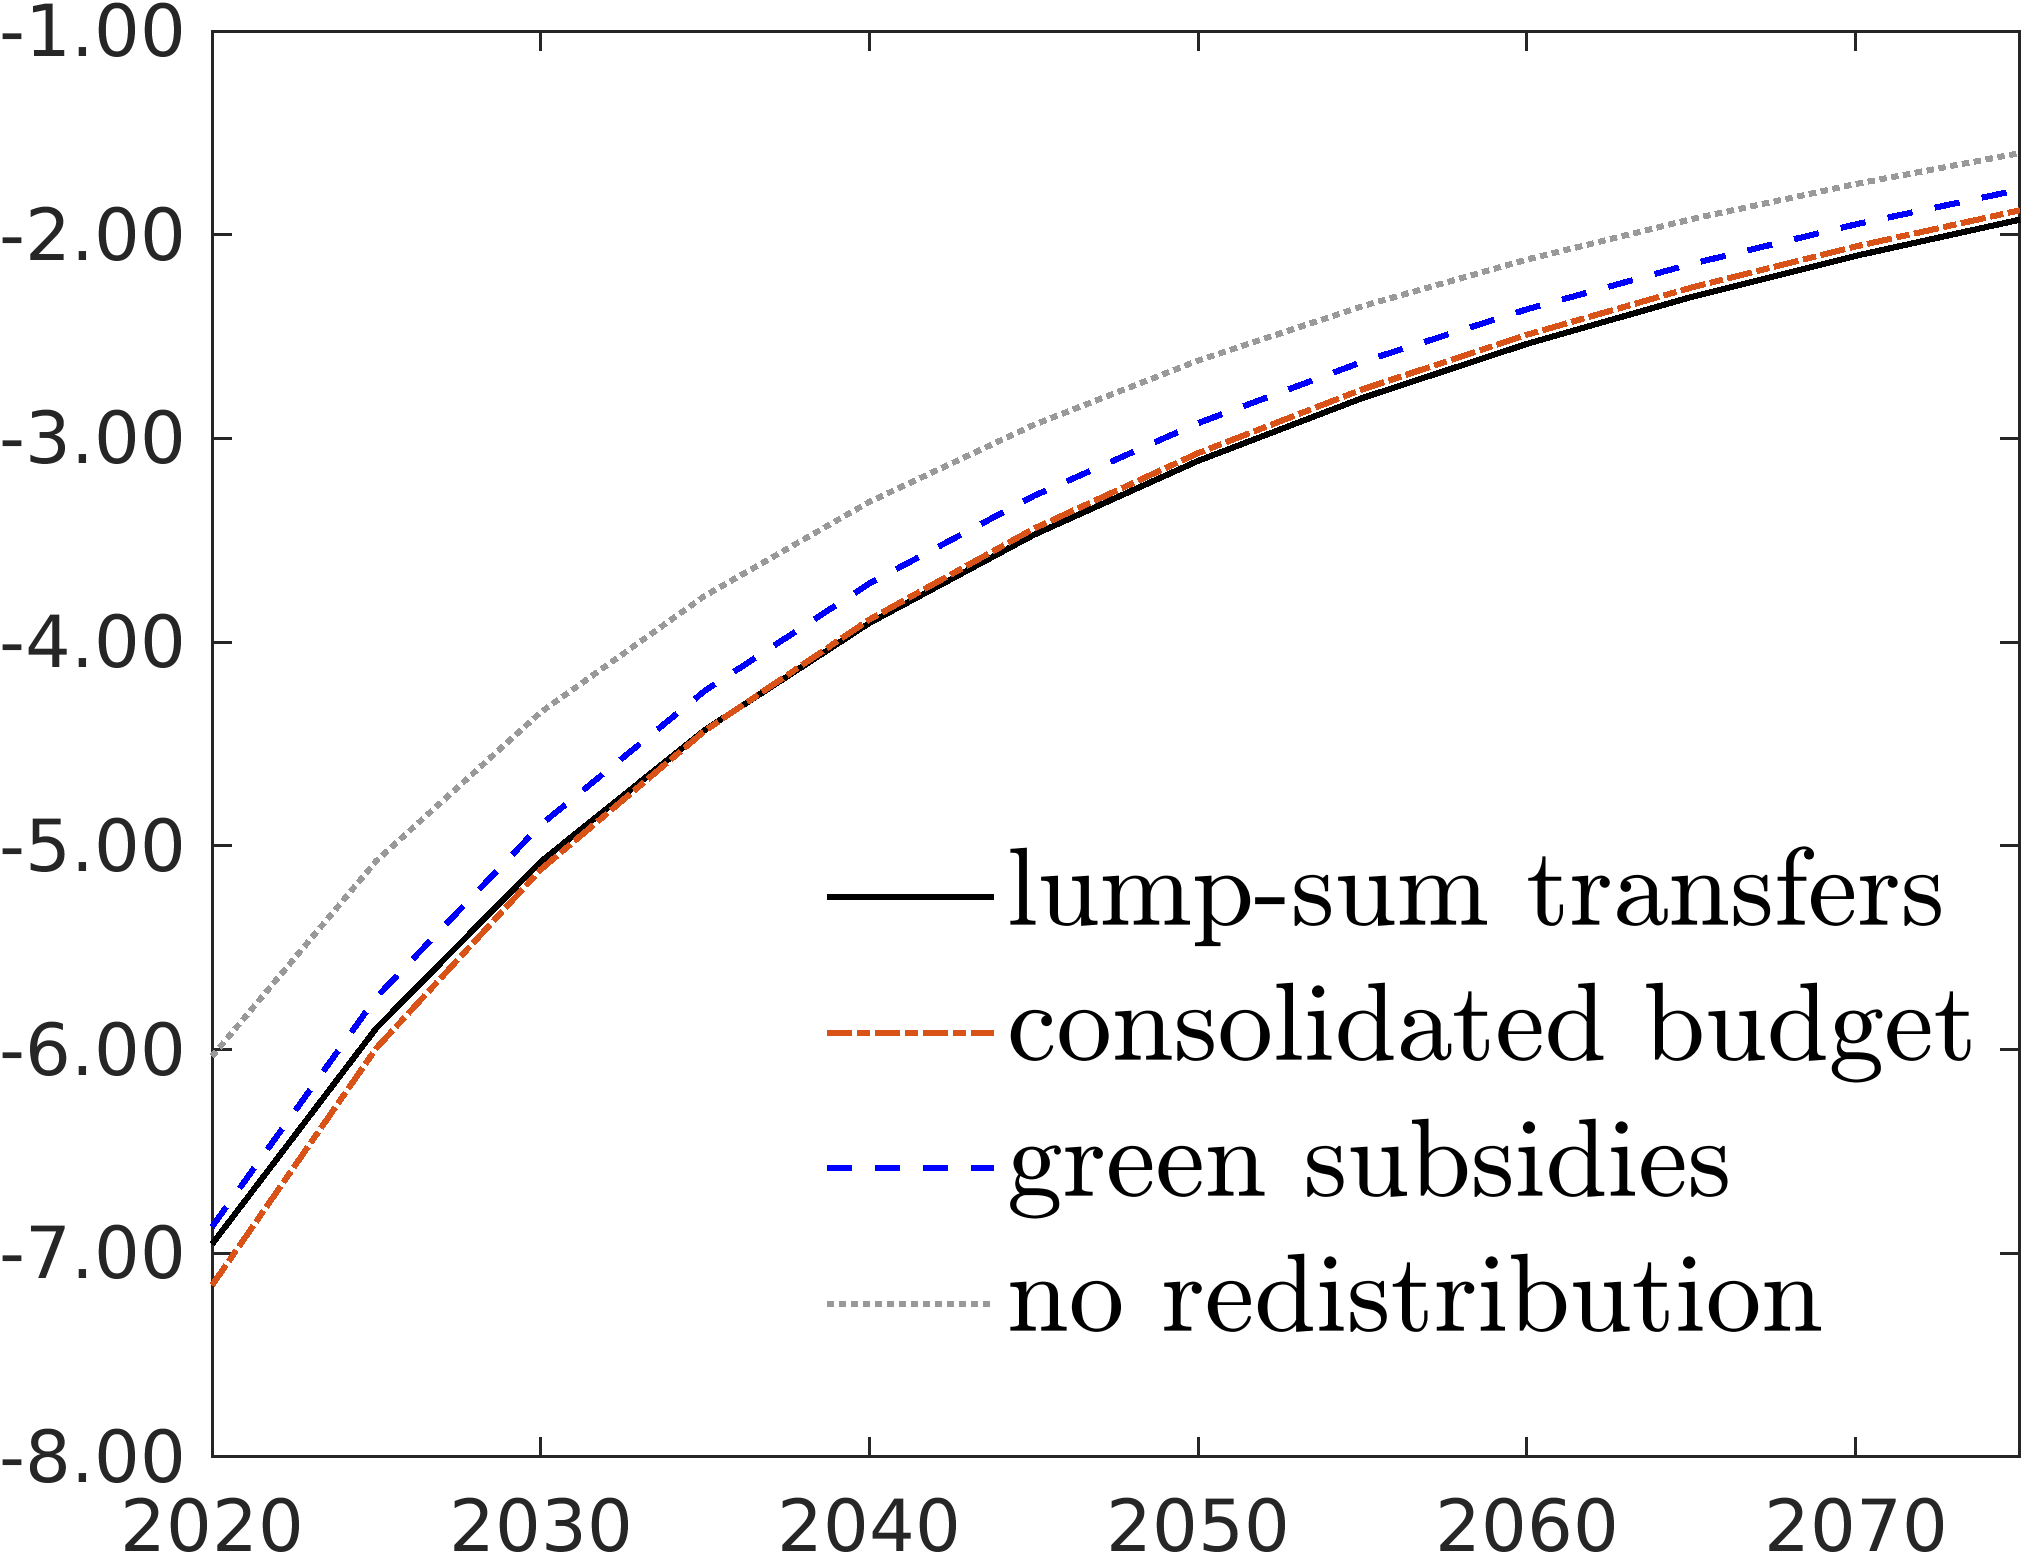 -1.00
-2.00
-3.00
-4.00
-5.00
-6.00
-7.00
-8.00
lump-sum transfers
consolidated budget
green subsidies
no redistribution
2020 2030 2040 2050 2060 2070